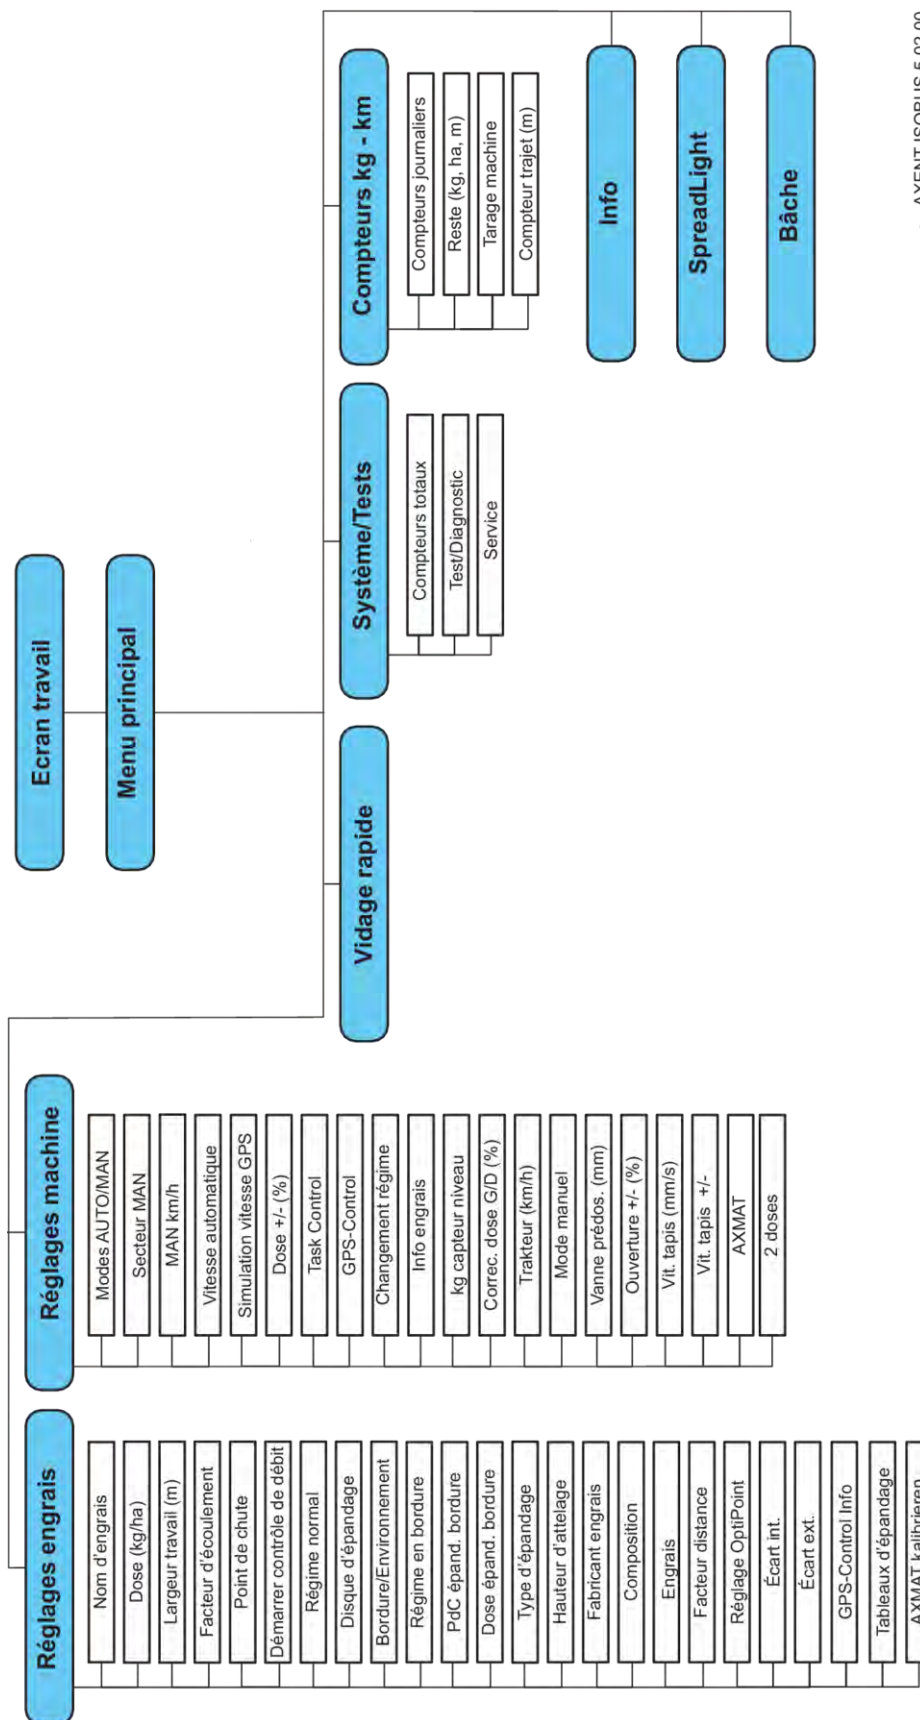 Ecran travail
Menu principal
Réglages engrais
Nom d'engrais
Dose (kg/ha)
Largeur travail (m)
Facteur d'écoulement
Point de chute
Démarrer contrôle de débit
Régime normal
Disque d'épandage
Bordure/Environnement
Régime en bordure
PdC épand. bordure
Dose épand. bordure
Type d'épandage
Hauteur d'attelage
Fabricant engrais
Composition
Engrais
Facteur distance
Réglage OptiPoint
Écart int.
Écart ext.
GPS-Control Info
Tableaux d'épandage
AXMAT kalibrieren
Réglages machine
Modes AUTO/MAN
Secteur MAN
MAN km/h
Vitesse automatique
Simulation vitesse GPS
Dose +/- (%)
Task Control
GPS-Control
Changement régime
Info engrais
kg capteur niveau
Correc. dose G/D (%)
Trakteur (km/h)
Mode manuel
Vanne prédos. (mm)
Ouverture +/- (%)
Vit. tapis (mm/s)
Vit. tapis +/-
AXMAT
2 doses
Vidage rapide
Système/Tests
Compteurs totaux
Test/Diagnostic
Service
Compteurs kg - km
Compteurs journaliers
Reste (kg, ha, m)
Tarage machine
Compteur trajet (m)
Info
SpreadLight
Bâche
AXENT ISOBUS 5.02.00